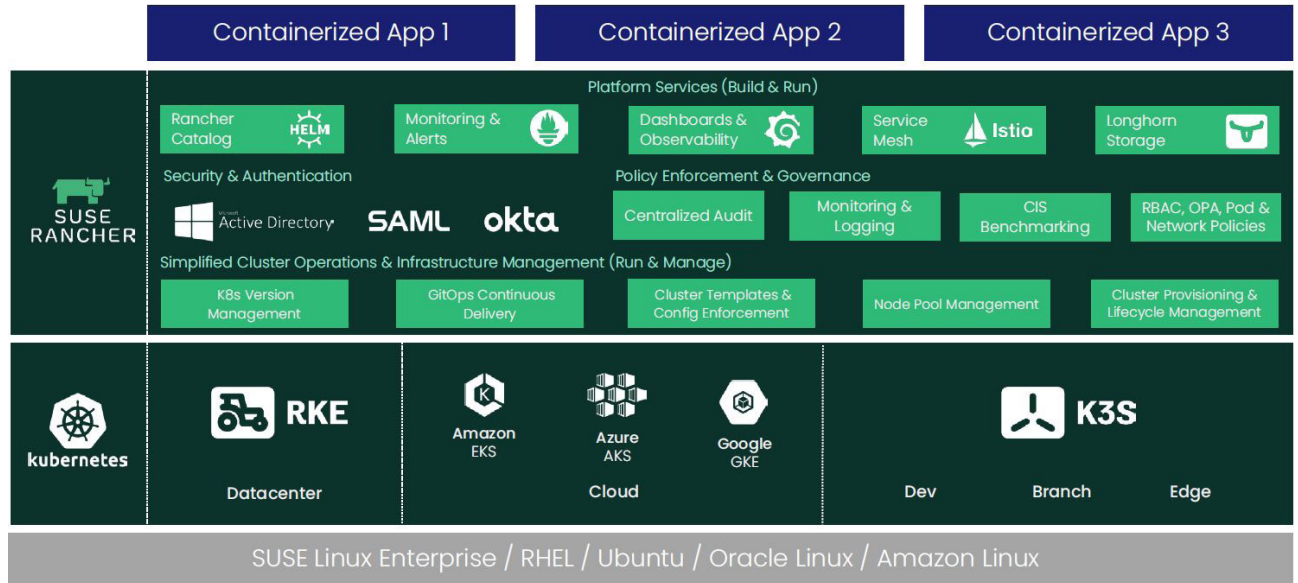 Containerized App 1
Containerized App 2
Containerized App 3
Platform Services (Build & Run)
Rancher
Catalog
HELM
Monitoring &
Alerts
Dashboards &
Observability
Service
Mesh
Istio
Longhorn
Storage
SUSE
RANCHER
Security & Authentication
Microsoft
Active Directory
SAML
okta
Policy Enforcement & Governance
Centralized Audit
Monitoring &
Logging
CIS
Benchmarking
RBAC, OPA, Pod &
Network Policies
Simplified Cluster Operations & Infrastructure Management (Run & Manage)
K8s Version
Management
GitOps Continuous
Delivery
Cluster Templates &
Config Enforcement
Node Pool Management
Cluster Provisioning &
Lifecycle Management
kubernetes
RKE
Datacenter
K
Amazon
EKS
Azure
AKS
Google
GKE
Cloud
K3S
Dev
Branch
Edge
SUSE Linux Enterprise / RHEL / Ubuntu / Oracle Linux / Amazon Linux